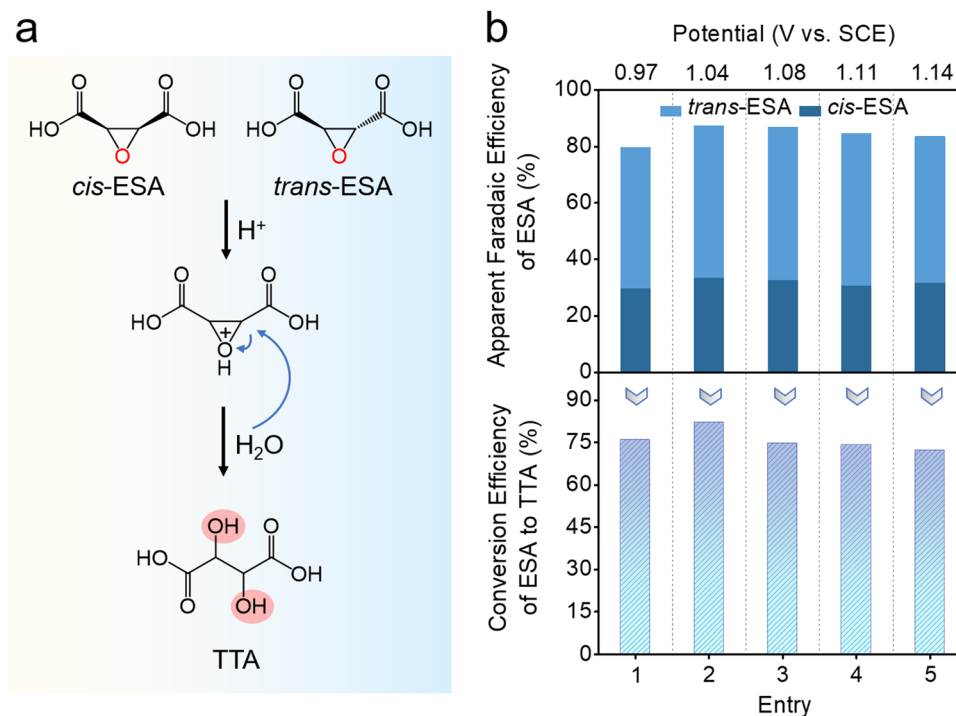 a
O
HO
OH
O
O
cis-ESA
O
HO
OH
O
O
trans-ESA
H+
O
HO
OH
O
+
O
H
H2O
OH
O
HO
OH
O
OH
TTA
b
Potential (V vs. SCE)
0.97 1.04 1.08 1.11 1.14
trans-ESA cis-ESA
Apparent Faradaic Efficiency
of ESA (%)
100
80
60
40
20
0
Conversion Efficiency
of ESA to TTA (%)
90
75
60
45
30
15
0
1 2 3 4 5
Entry